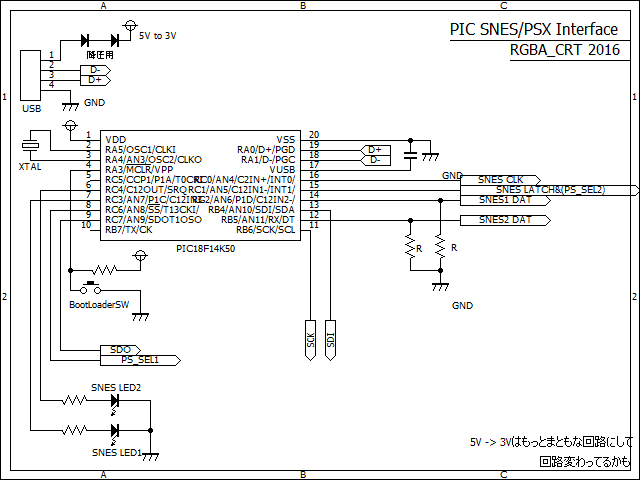 A B C
PIC SNES/PSX Interface
RGBA_CRT 2016
5V to 3V
降圧用
1
2
3
4
D-
D+
USB
GND
1 1
XTAL
1 VDD VSS 20
2 RA5/OSC1/CLKI RA0/D+/PGD 19
3 RA4/AN3/OSC2/CLKO RA1/D-/PGC 18
4 RA3/MCLR/VPP VUSB 17
5 RC5/CCP1/P1A/T0CKI RC0/AN4/C2IN+/INT0/ 16
6 RC4/C12OUT/SRQ RC1/AN5/C12IN1-/INT1/ 15
7 RC3/AN7/P1C/C12IN3- RC2/AN6/P1D/C12IN2-/ 14
8 RC6/AN8/SS/T13CKI/ RB4/AN10/SDI/SDA 13
9 RC7/AN9/SDOT1OSO RB5/AN11/RX/DT 12
10 RB7/TX/CK RB6/SCK/SCL 11
PIC18F14K50
D+
D-
GND
SNES CLK
SNES LATCH&(PS_SEL2)
SNES1 DAT
SNES2 DAT
R R
BootLoaderSW
GND
2 2
SCK SDI
SDO
PS_SEL1
SNES LED2
SNES LED1
5V -> 3Vはもっとまともな回路にして
回路変わってるかも
A B C